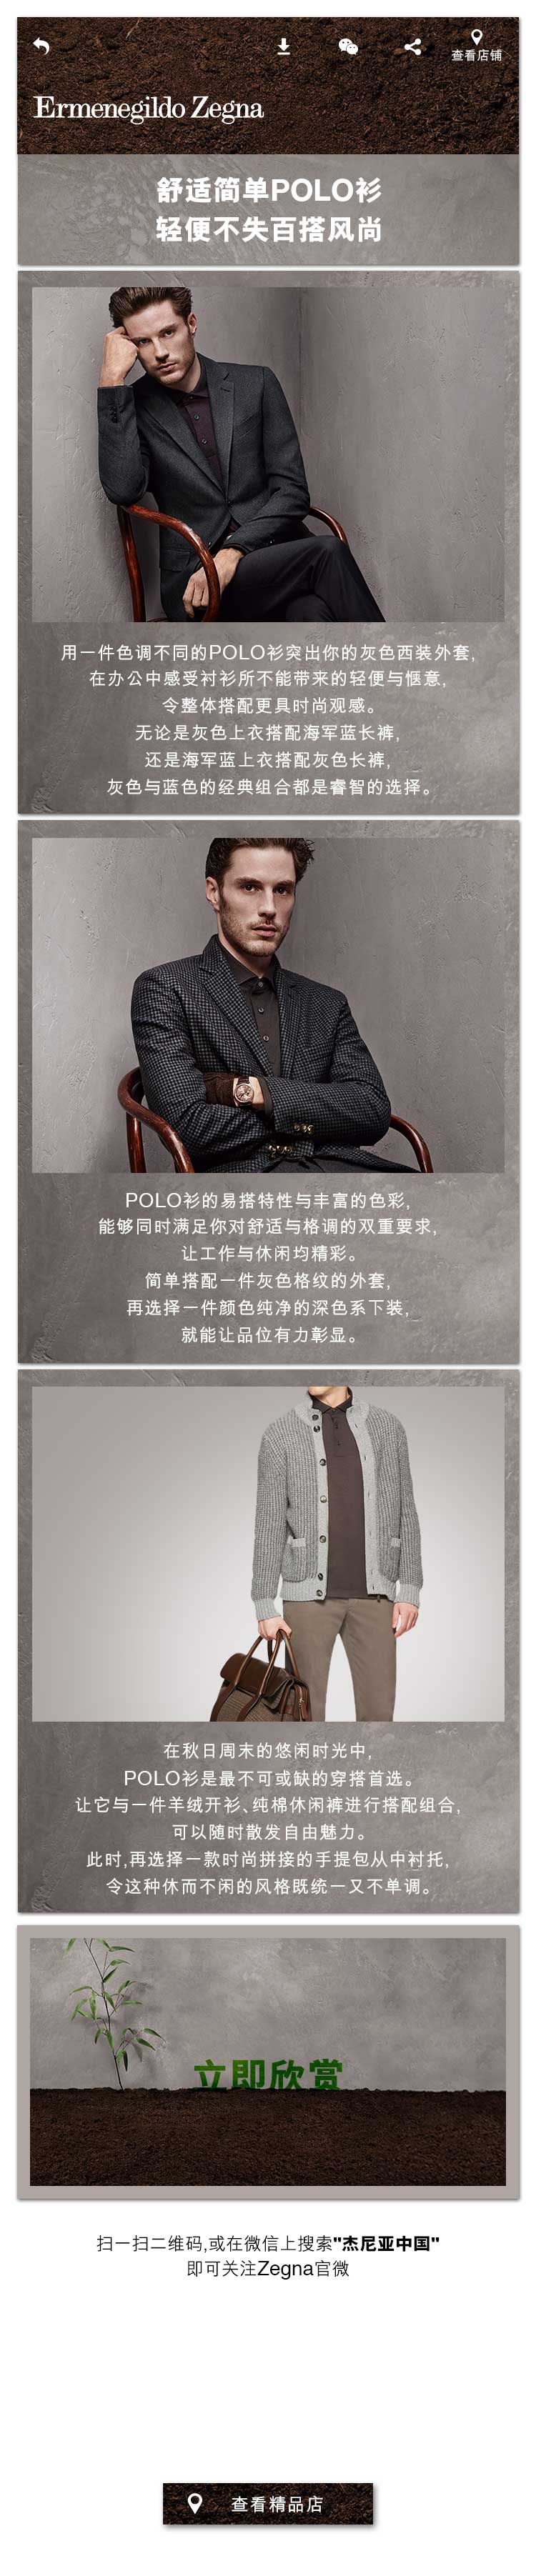 查看店铺
Ermenegildo Zegna
舒适简单POLO衫
轻便不失百搭风尚
用一件色调不同的POLO衫突出你的灰色西装外套,
在办公中感受衬衫所不能带来的轻便与惬意,
令整体搭配更具时尚观感。
无论是灰色上衣搭配海军蓝长裤,
还是海军蓝上衣搭配灰色长裤,
灰色与蓝色的经典组合都是睿智的选择。
POLO衫的易搭特性与丰富的色彩,
能够同时满足你对舒适与格调的双重要求,
让工作与休闲均精彩。
简单搭配一件灰色格纹的外套,
再选择一件颜色纯净的深色系下装,
就能让品位有力彰显。
在秋日周末的悠闲时光中,
POLO衫是最不可或缺的穿搭首选。
让它与一件羊绒开衫、纯棉休闲裤进行搭配组合,
可以随时散发自由魅力。
此时,再选择一款时尚拼接的手提包从中衬托,
令这种休而不闲的风格既统一又不单调。
立即欣赏
扫一扫二维码,或在微信上搜索"杰尼亚中国"
即可关注Zegna官微
查看精品店